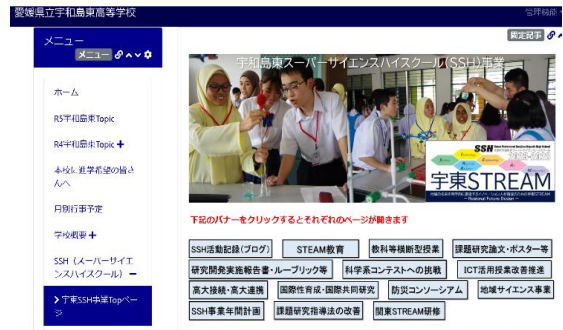 愛媛県立宇和島東高等学校
管理機能
メニュー
メニュー
固定記事
ホーム
R5宇和島東Topic
R4宇和島東Topic +
本校に進学希望の皆さ
んへ
月別行事予定
学校概要 +
SSH（スーパーサイエ
ンスハイスクール） −
宇東SSH事業Topペー
ジ
宇和島東スーパーサイエンスハイスクール(SSH)事業
SSH
宇東STREAM
下記のバナーをクリックするとそれぞれのページが開きます
SSH活動記録(ブログ) STEAM教育 教科等横断型授業 課題研究論文・ポスター等
研究開発実施報告書・ルーブリック等 科学系コンテストへの挑戦 ICT活用授業改善推進
高大接続・高大連携 国際性育成・国際共同研究 防災コンソーシアム 地域サイエンス事業
SSH事業年間計画 課題研究指導法の改善 関東STREAM研修